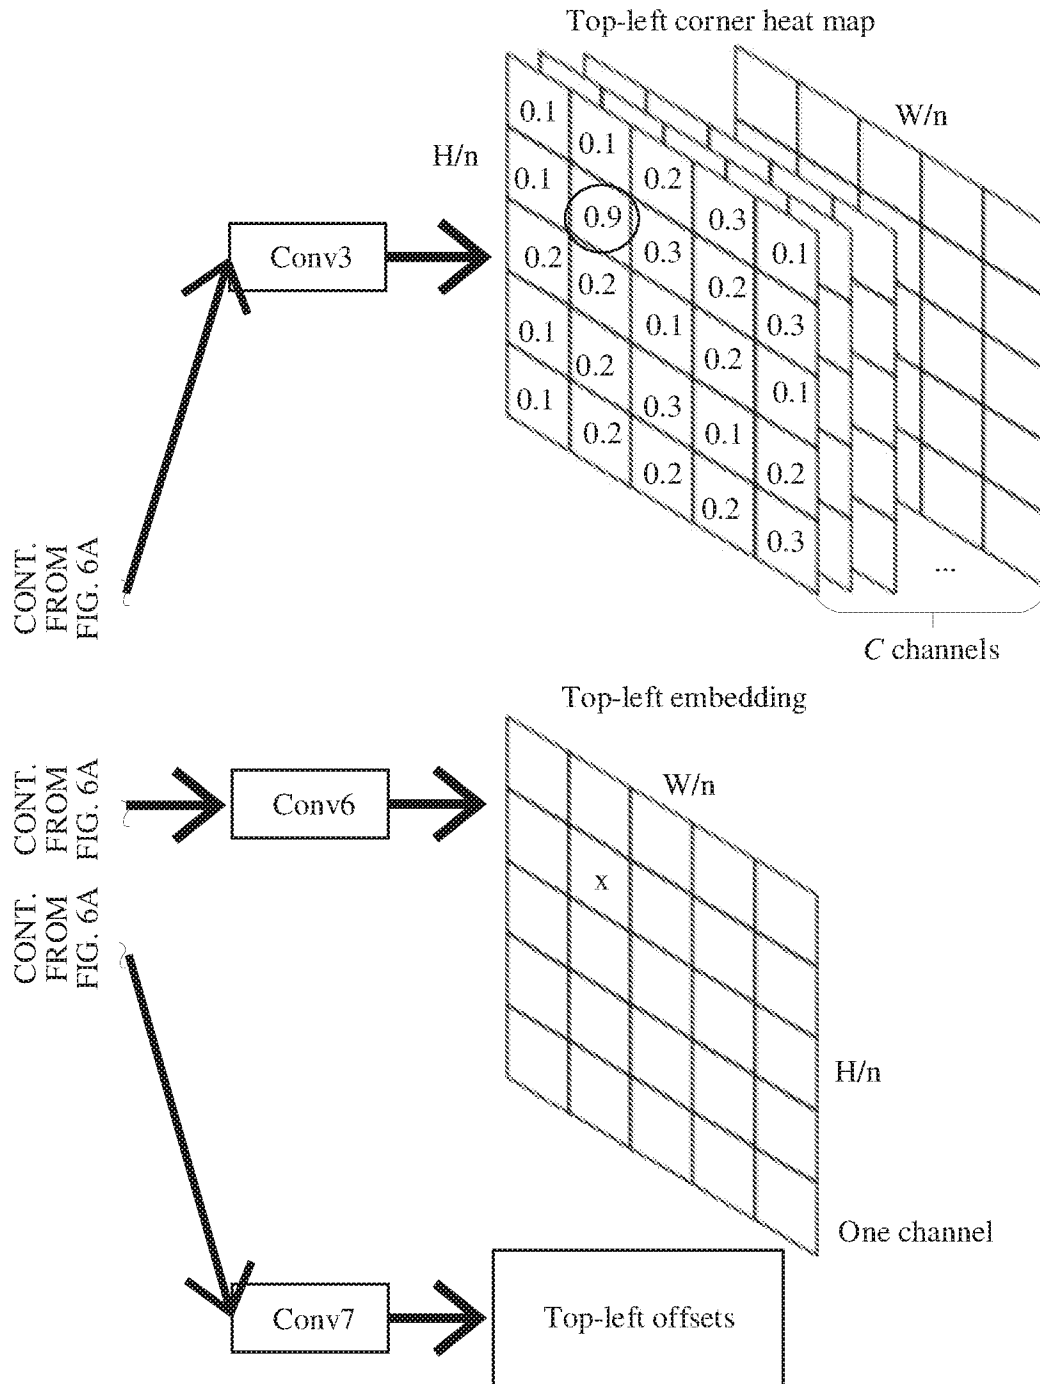 Top-left corner heat map
W/n
H/n
0.1 0.1 0.2 0.3 0.1
0.1 0.9 0.3 0.2 0.3
0.2 0.2 0.1 0.2 0.1
0.1 0.2 0.3 0.1 0.2
0.1 0.2 0.2 0.2 0.3
Conv3
...
C channels
CONT.
FROM
FIG. 6A
Top-left embedding
W/n
CONT.
FROM
FIG. 6A
Conv6
x
CONT.
FROM
FIG. 6A
H/n
One channel
Conv7
Top-left offsets